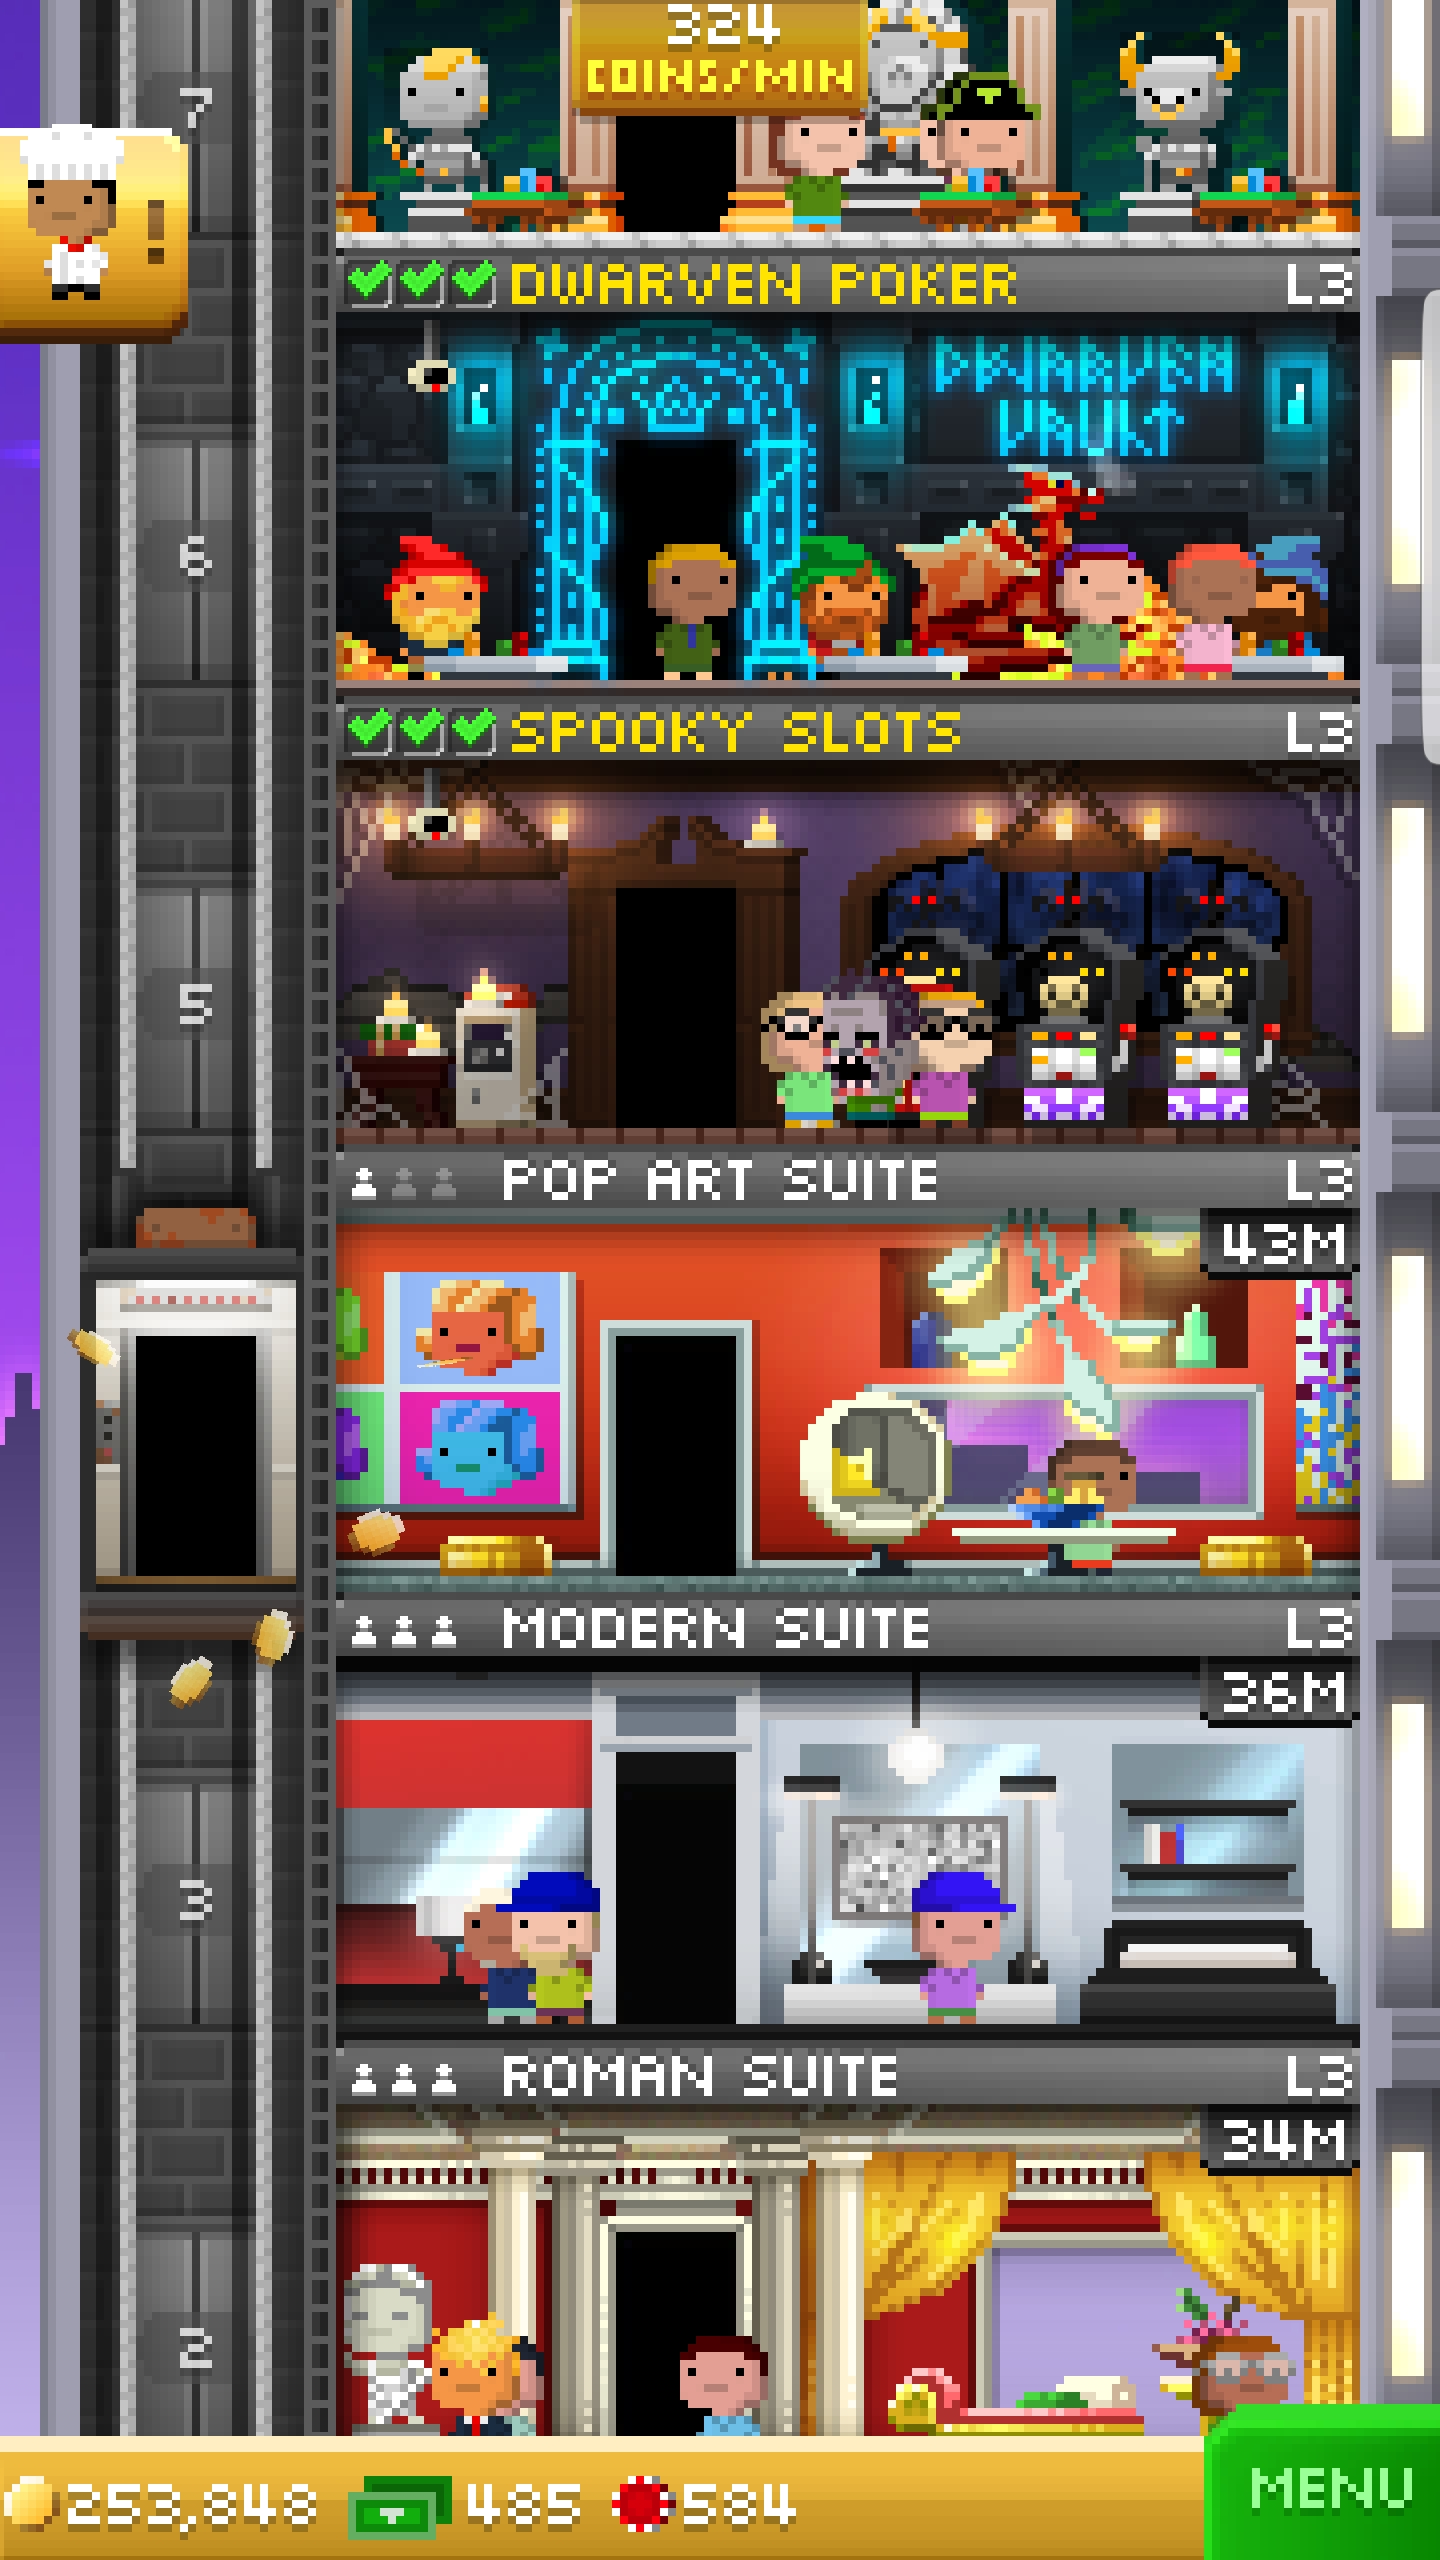 324
COINS/MIN
7
!
DWARVEN POKER L3
DWARVEN
VAULT
6
SPOOKY SLOTS L3
5
POP ART SUITE L3
43M
MODERN SUITE L3
36M
3
ROMAN SUITE L3
34M
2
253,848 485 584
MENU